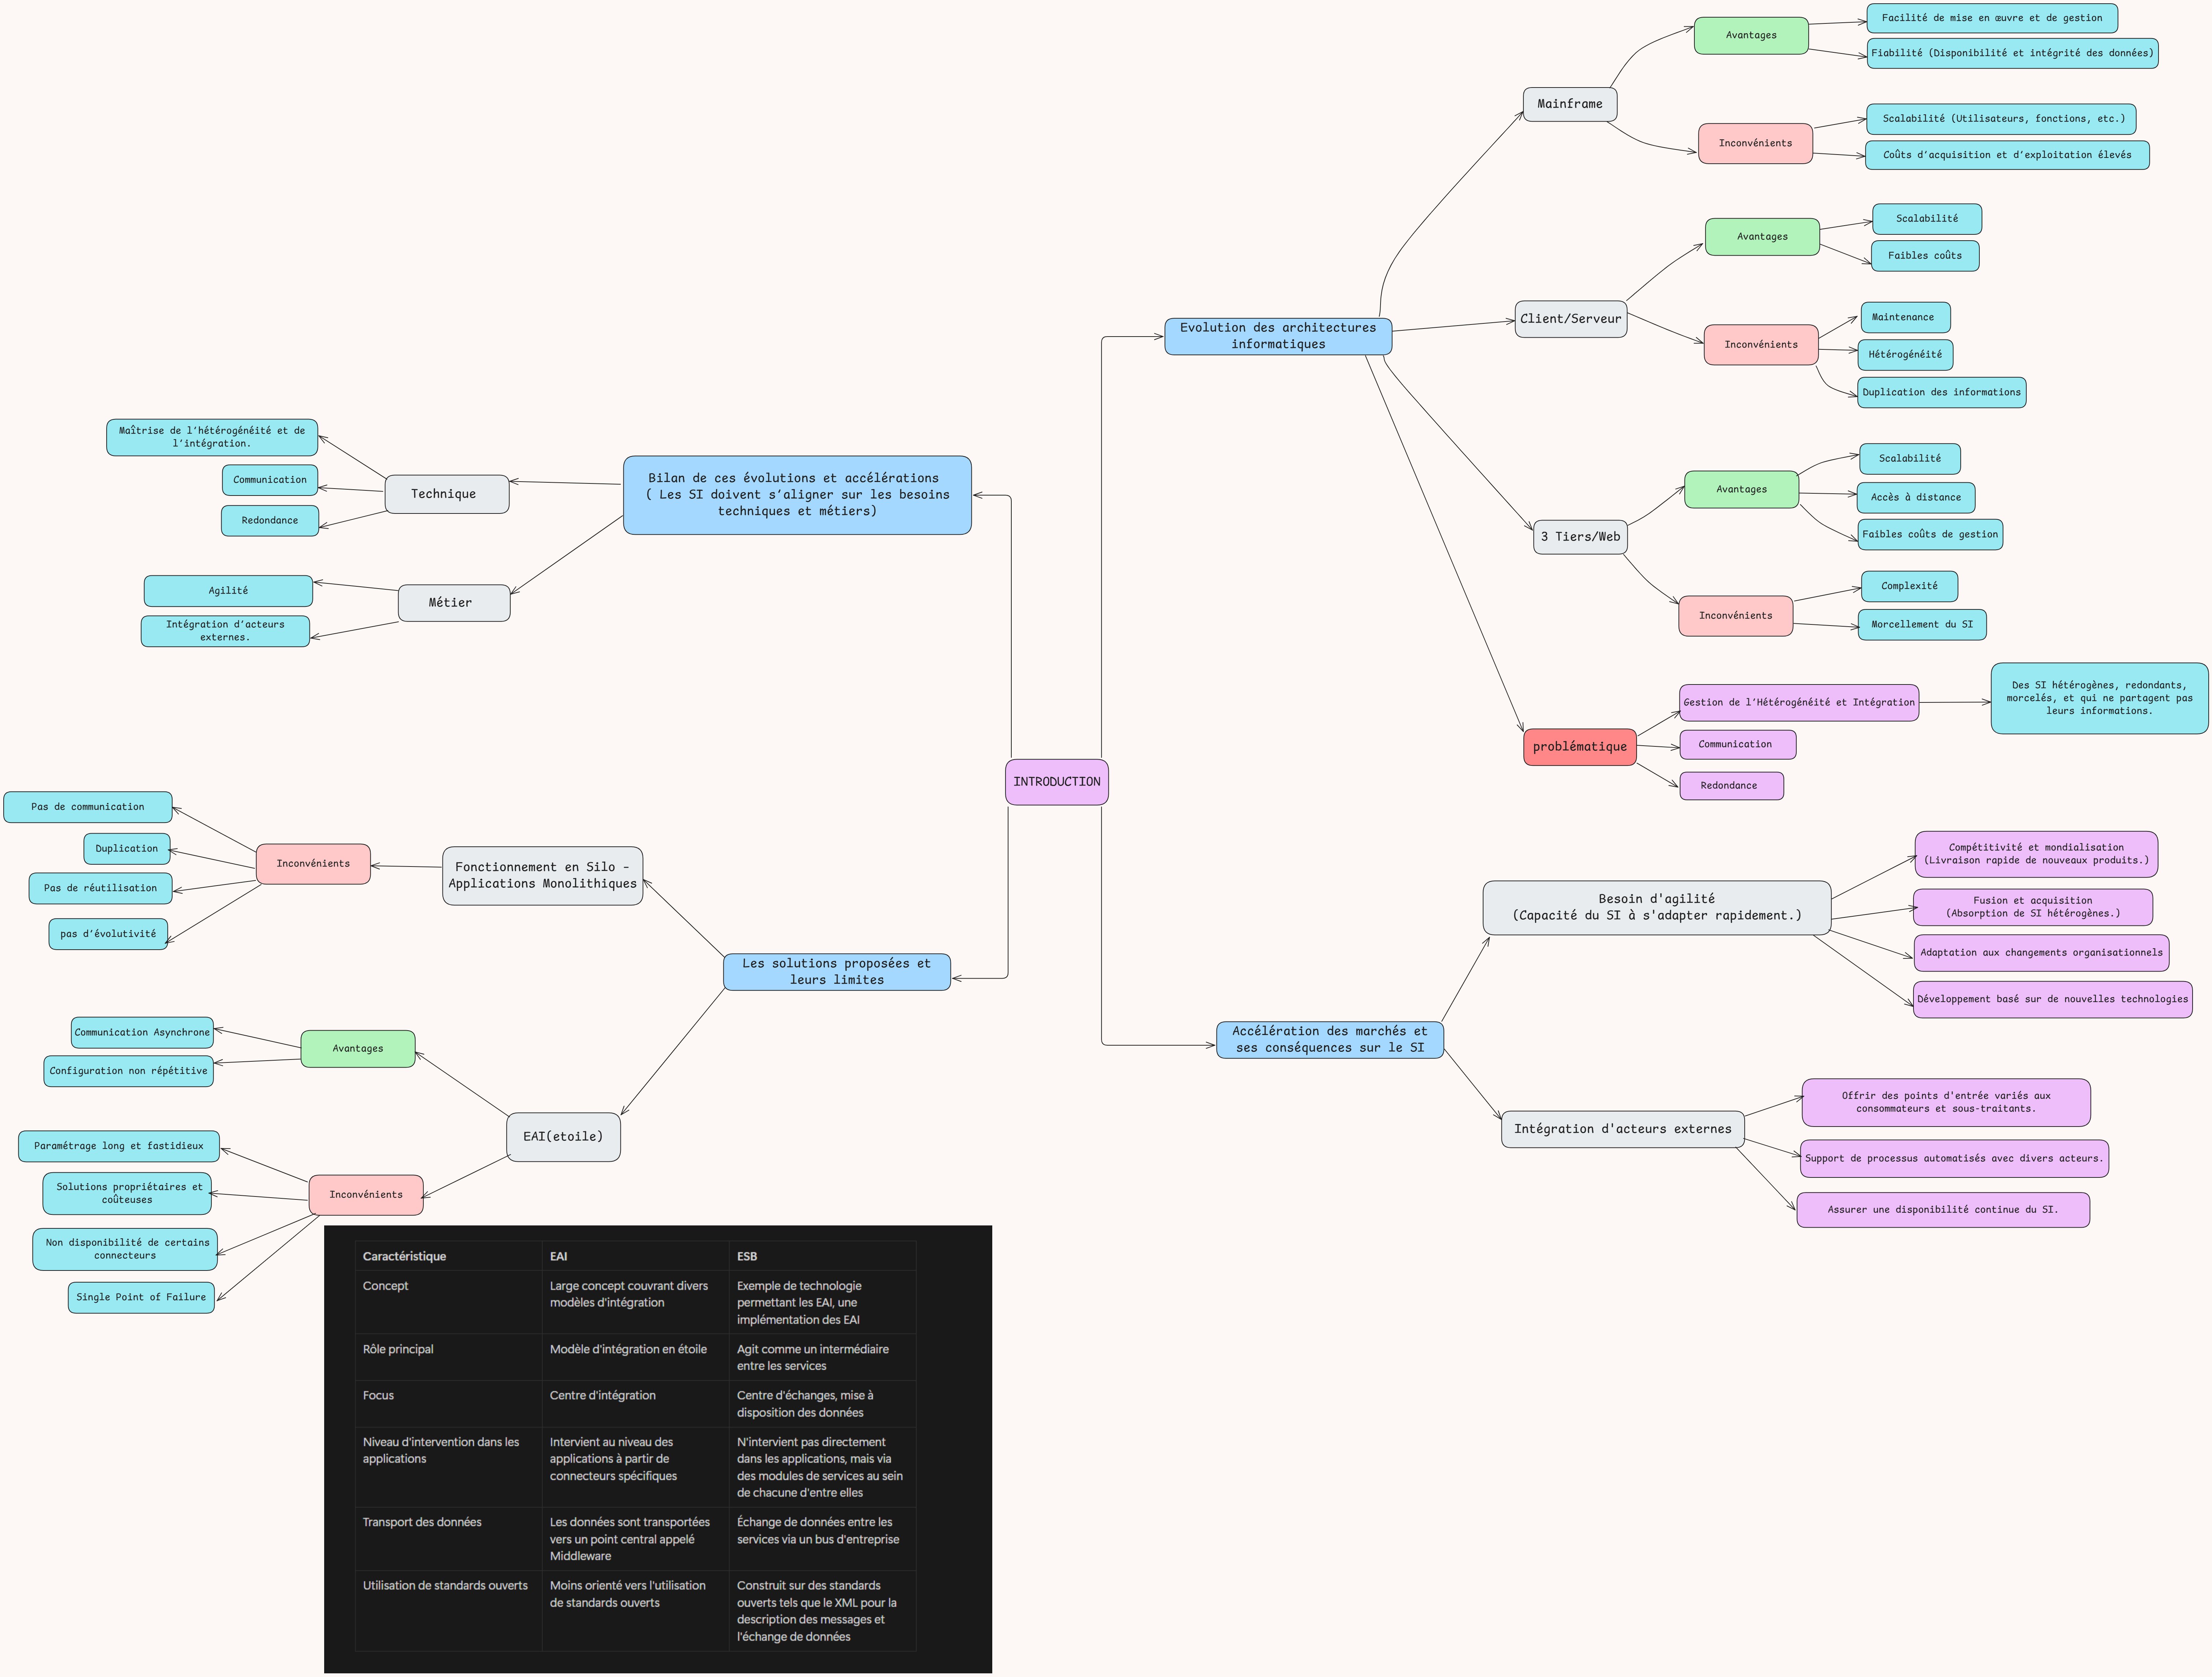 INTRODUCTION
Evolution des architectures
informatiques
Mainframe
Avantages
Facilité de mise en œuvre et de gestion
Fiabilité (Disponibilité et intégrité des données)
Inconvénients
Scalabilité (Utilisateurs, fonctions, etc.)
Coûts d’acquisition et d’exploitation élevés
Client/Serveur
Avantages
Scalabilité
Faibles coûts
Inconvénients
Maintenance
Hétérogénéité
Duplication des informations
3 Tiers/Web
Avantages
Scalabilité
Accès à distance
Faibles coûts de gestion
Inconvénients
Complexité
Morcellement du SI
problématique
Gestion de l’Hétérogénéité et Intégration
Des SI hétérogènes, redondants,
morcelés, et qui ne partagent pas
leurs informations.
Communication
Redondance
Accélération des marchés et
ses conséquences sur le SI
Besoin d'agilité
(Capacité du SI à s'adapter rapidement.)
Compétitivité et mondialisation
(Livraison rapide de nouveaux produits.)
Fusion et acquisition
(Absorption de SI hétérogènes.)
Adaptation aux changements organisationnels
Développement basé sur de nouvelles technologies
Intégration d'acteurs externes
Offrir des points d'entrée variés aux
consommateurs et sous-traitants.
Support de processus automatisés avec divers acteurs.
Assurer une disponibilité continue du SI.
Bilan de ces évolutions et accélérations
( Les SI doivent s’aligner sur les besoins
techniques et métiers)
Technique
Maîtrise de l’hétérogénéité et de
l’intégration.
Communication
Redondance
Métier
Agilité
Intégration d’acteurs
externes.
Les solutions proposées et
leurs limites
Fonctionnement en Silo -
Applications Monolithiques
Inconvénients
Pas de communication
Duplication
Pas de réutilisation
pas d’évolutivité
EAI(etoile)
Avantages
Communication Asynchrone
Configuration non répétitive
Inconvénients
Paramétrage long et fastidieux
Solutions propriétaires et
coûteuses
Non disponibilité de certains
connecteurs
Single Point of Failure
Caractéristique
EAI
ESB
Concept
Large concept couvrant divers
modèles d'intégration
Exemple de technologie
permettant les EAI, une
implémentation des EAI
Rôle principal
Modèle d'intégration en étoile
Agit comme un intermédiaire
entre les services
Focus
Centre d'intégration
Centre d'échanges, mise à
disposition des données
Niveau d'intervention dans les
applications
Intervient au niveau des
applications à partir de
connecteurs spécifiques
N'intervient pas directement
dans les applications, mais via
des modules de services au sein
de chacune d'entre elles
Transport des données
Les données sont transportées
vers un point central appelé
Middleware
Échange de données entre les
services via un bus d'entreprise
Utilisation de standards ouverts
Moins orienté vers l'utilisation
de standards ouverts
Construit sur des standards
ouverts tels que le XML pour la
description des messages et
l'échange de données